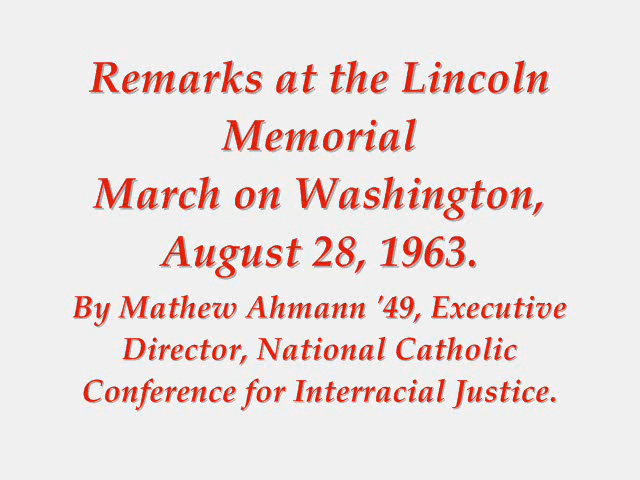 Remarks at the Lincoln
Memorial
March on Washington,
August 28, 1963.
By Mathew Ahmann '49, Executive
Director, National Catholic
Conference for Interracial Justice.